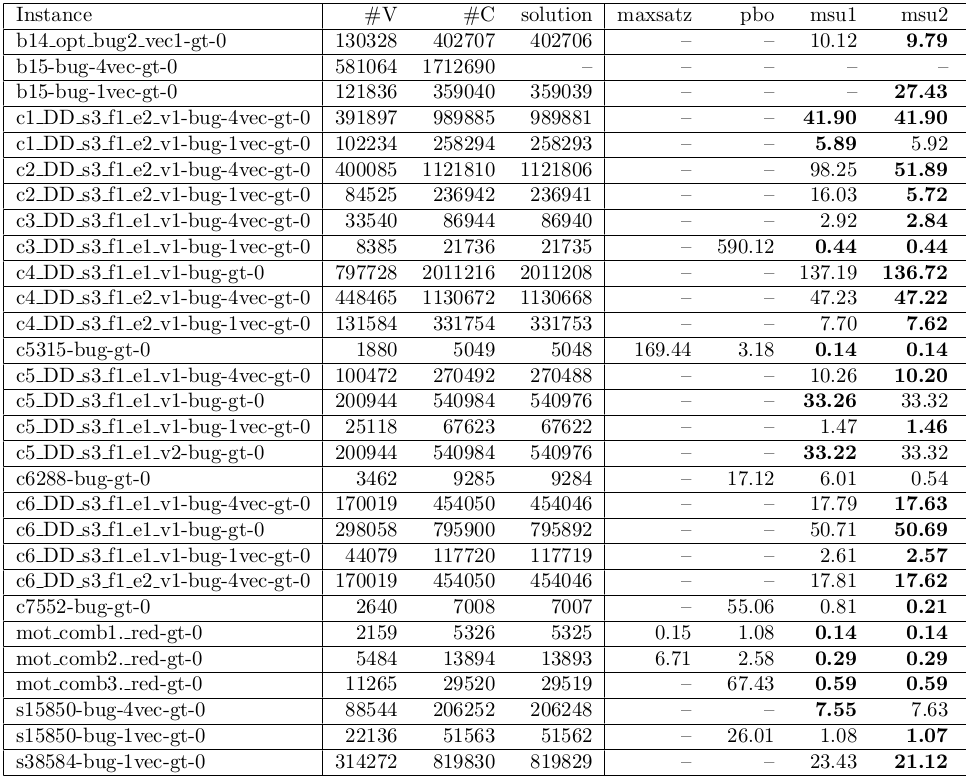 Instance #V #C solution maxsatz pbo msu1 msu2
b14_opt_bug2_vec1-gt-0 130328 402707 402706 – – 10.12 9.79
b15-bug-4vec-gt-0 581064 1712690 – – – – –
b15-bug-1vec-gt-0 121836 359040 359039 – – – 27.43
c1_DD_s3_f1_e2_v1-bug-4vec-gt-0 391897 989885 989881 – – 41.90 41.90
c1_DD_s3_f1_e2_v1-bug-1vec-gt-0 102234 258294 258293 – – 5.89 5.92
c2_DD_s3_f1_e2_v1-bug-4vec-gt-0 400085 1121810 1121806 – – 98.25 51.89
c2_DD_s3_f1_e2_v1-bug-1vec-gt-0 84525 236942 236941 – – 16.03 5.72
c3_DD_s3_f1_e1_v1-bug-4vec-gt-0 33540 86944 86940 – – 2.92 2.84
c3_DD_s3_f1_e1_v1-bug-1vec-gt-0 8385 21736 21735 – 590.12 0.44 0.44
c4_DD_s3_f1_e1_v1-bug-gt-0 797728 2011216 2011208 – – 137.19 136.72
c4_DD_s3_f1_e2_v1-bug-4vec-gt-0 448465 1130672 1130668 – – 47.23 47.22
c4_DD_s3_f1_e2_v1-bug-1vec-gt-0 131584 331754 331753 – – 7.70 7.62
c5315-bug-gt-0 1880 5049 5048 169.44 3.18 0.14 0.14
c5_DD_s3_f1_e1_v1-bug-4vec-gt-0 100472 270492 270488 – – 10.26 10.20
c5_DD_s3_f1_e1_v1-bug-gt-0 200944 540984 540976 – – 33.26 33.32
c5_DD_s3_f1_e1_v1-bug-1vec-gt-0 25118 67623 67622 – – 1.47 1.46
c5_DD_s3_f1_e1_v2-bug-gt-0 200944 540984 540976 – – 33.22 33.32
c6288-bug-gt-0 3462 9285 9284 – 17.12 6.01 0.54
c6_DD_s3_f1_e1_v1-bug-4vec-gt-0 170019 454050 454046 – – 17.79 17.63
c6_DD_s3_f1_e1_v1-bug-gt-0 298058 795900 795892 – – 50.71 50.69
c6_DD_s3_f1_e1_v1-bug-1vec-gt-0 44079 117720 117719 – – 2.61 2.57
c6_DD_s3_f1_e2_v1-bug-4vec-gt-0 170019 454050 454046 – – 17.81 17.62
c7552-bug-gt-0 2640 7008 7007 – 55.06 0.81 0.21
mot_comb1._red-gt-0 2159 5326 5325 0.15 1.08 0.14 0.14
mot_comb2._red-gt-0 5484 13894 13893 6.71 2.58 0.29 0.29
mot_comb3._red-gt-0 11265 29520 29519 – 67.43 0.59 0.59
s15850-bug-4vec-gt-0 88544 206252 206248 – – 7.55 7.63
s15850-bug-1vec-gt-0 22136 51563 51562 – 26.01 1.08 1.07
s38584-bug-1vec-gt-0 314272 819830 819829 – – 23.43 21.12